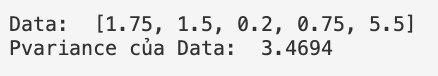 Data:  [1.75, 1.5, 0.2, 0.75, 5.5]
Pvariance của Data:  3.4694